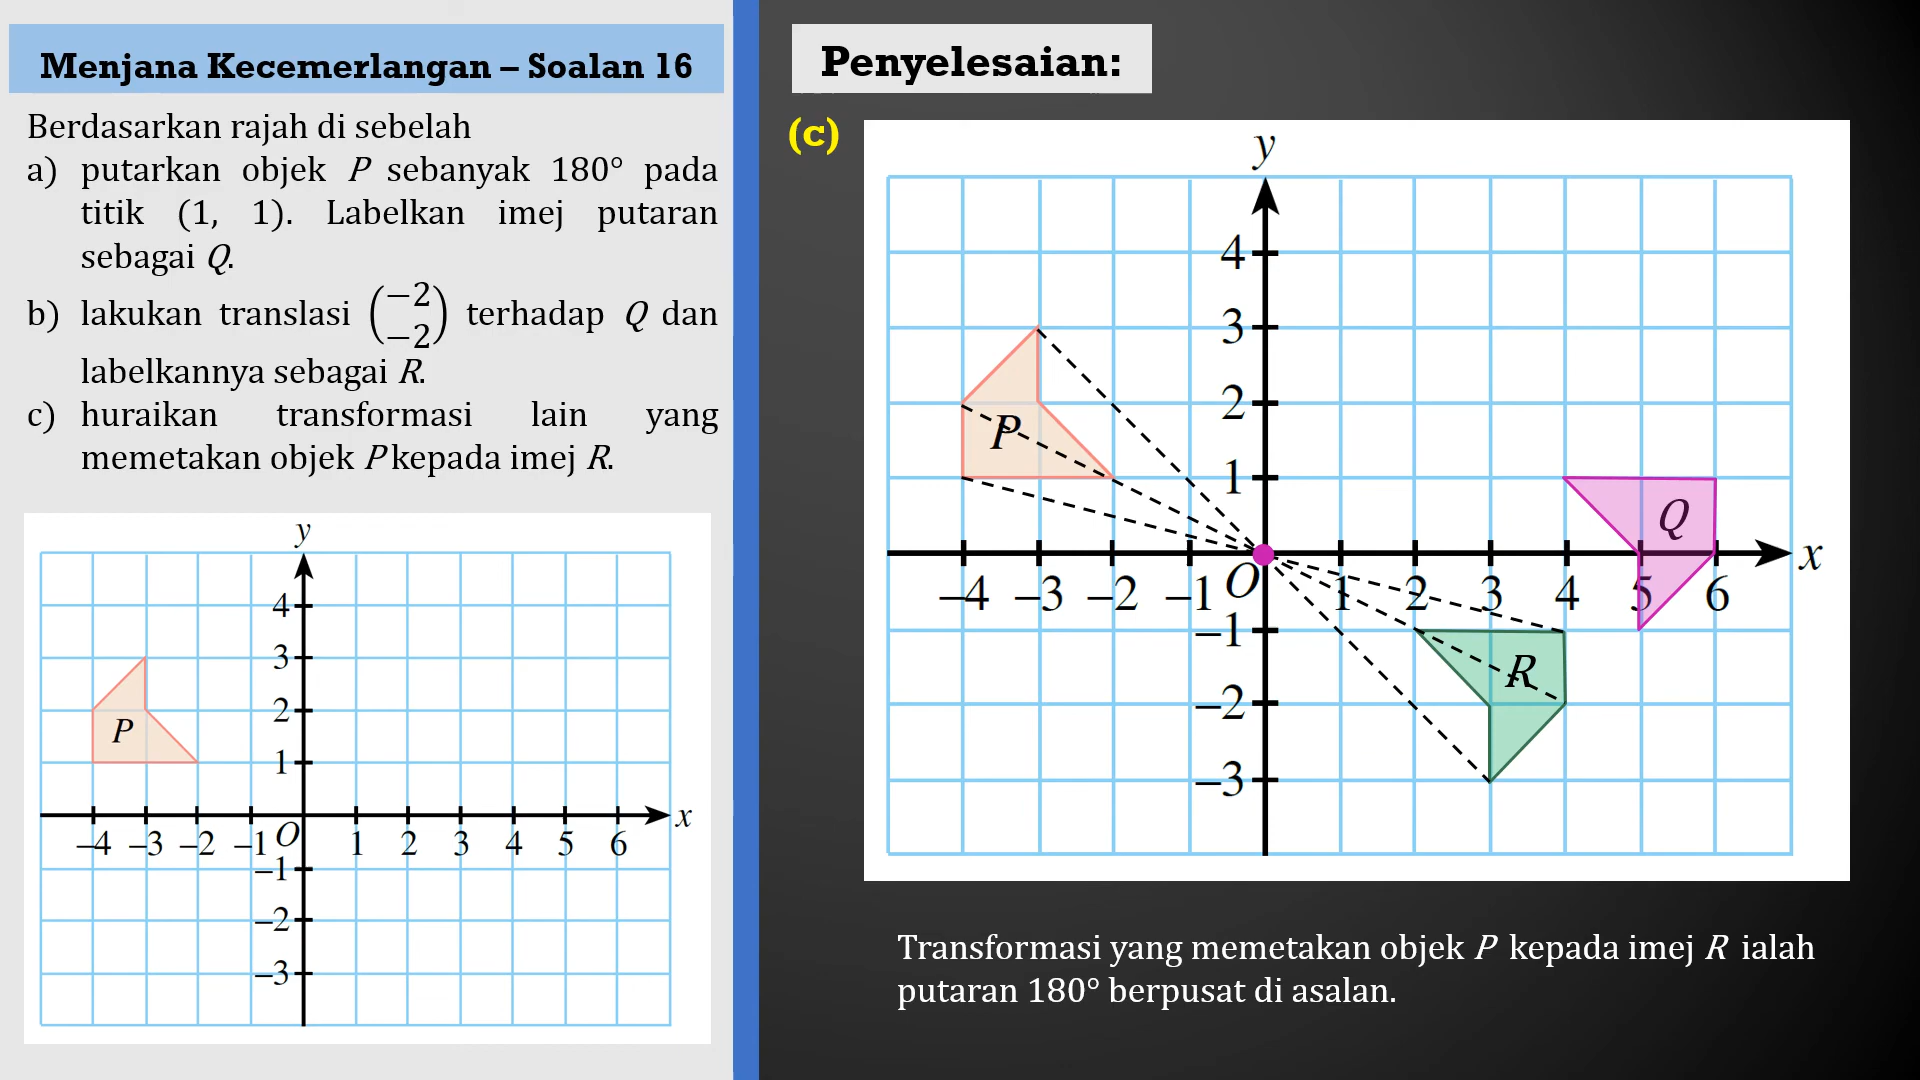 Menjana Kecemerlangan – Soalan 16
Berdasarkan rajah di sebelah
a) putarkan objek P sebanyak 180° pada
titik (1, 1). Labelkan imej putaran
sebagai Q.
b) lakukan translasi (−2 −2) terhadap Q dan
labelkannya sebagai R.
c) huraikan transformasi lain yang
memetakan objek P kepada imej R.
y
4
3
2
P
1
O
x
–4 –3 –2 –1 1 2 3 4 5 6
–1
–2
–3
Penyelesaian:
(c)
y
4
3
2
P
1
Q
x
O
–4 –3 –2 –1 1 2 3 4 5 6
–1
R
–2
–3
Transformasi yang memetakan objek P kepada imej R ialah
putaran 180° berpusat di asalan.